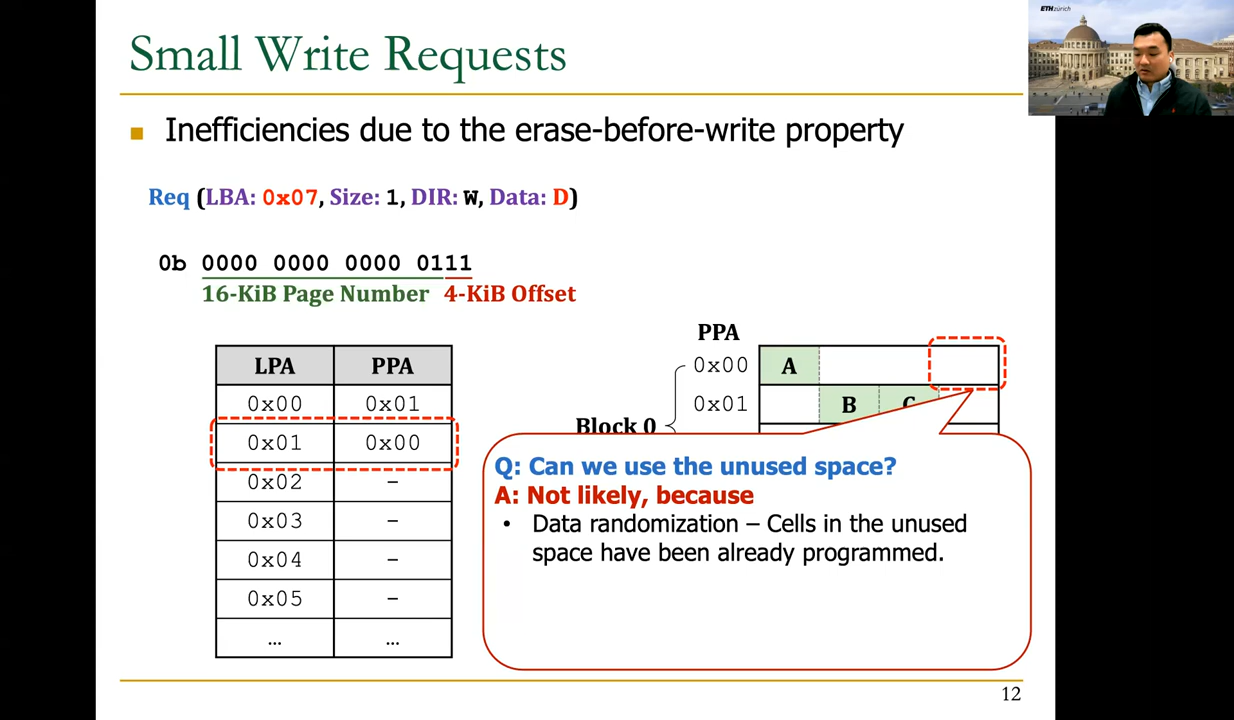 ETH zürich
Small Write Requests
Inefficiencies due to the erase-before-write property
Req (LBA: 0x07, Size: 1, DIR: W, Data: D)
0b 0000 0000 0000 0111
16-KiB Page Number 4-KiB Offset
LPA PPA
0x00 0x01
0x01 0x00
0x02 -
0x03 -
0x04 -
0x05 -
... ...
PPA
0x00 A
0x01 B C
Block 0
Q: Can we use the unused space?
A: Not likely, because
• Data randomization – Cells in the unused
space have been already programmed.
12